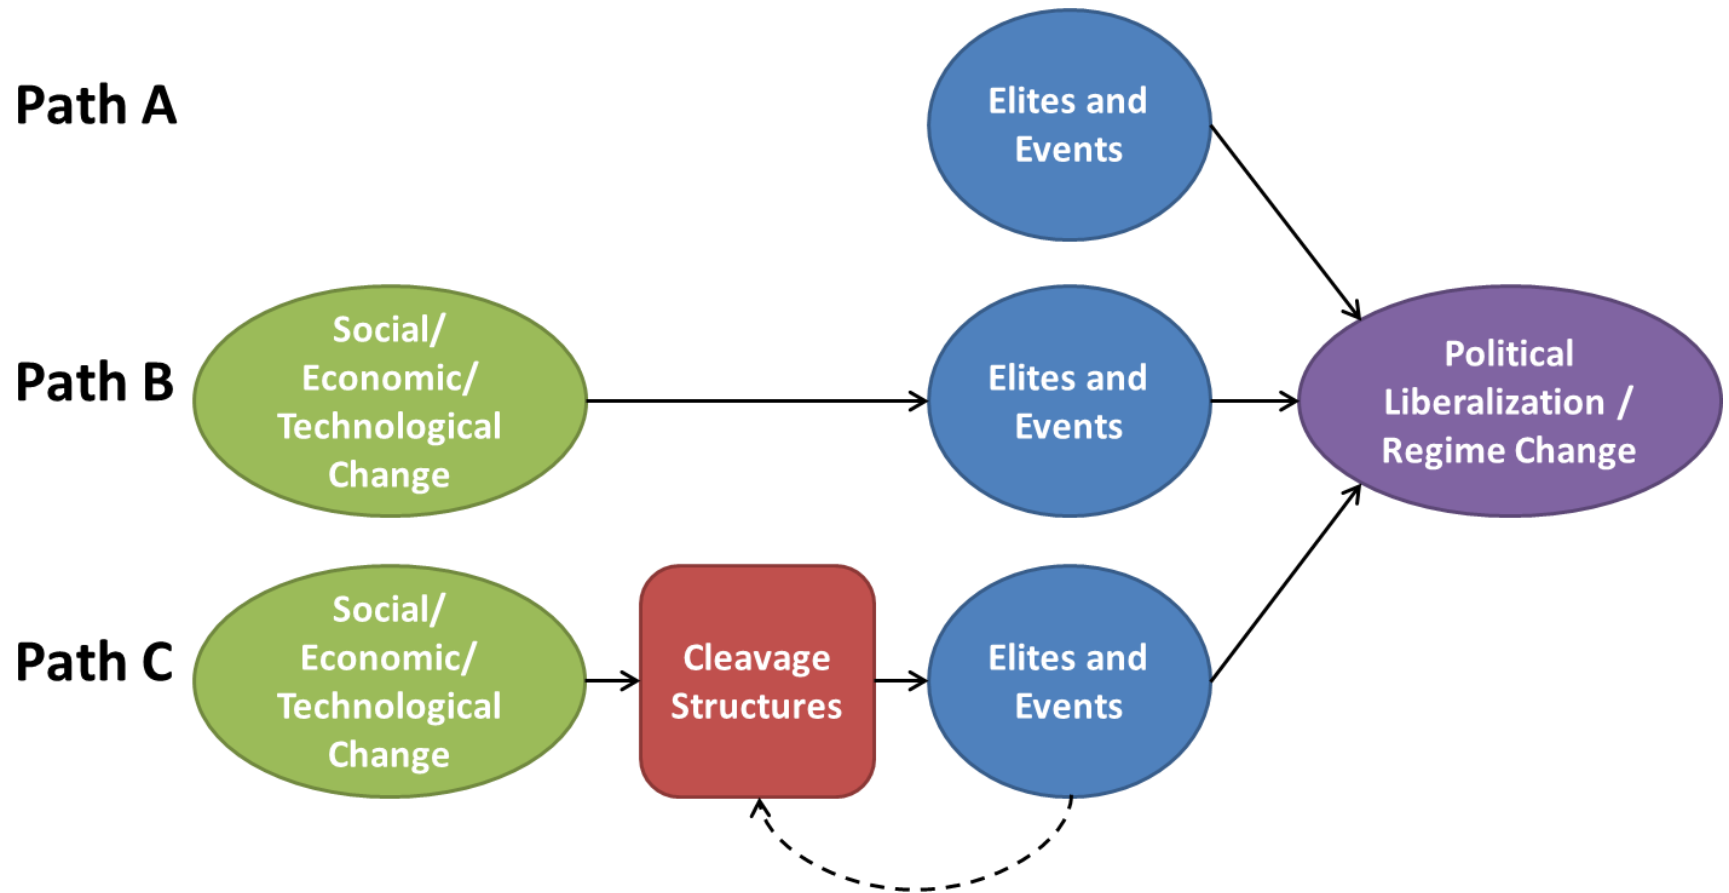 Path A
Elites and
Events
Path B
Social/
Economic/
Technological
Change
Elites and
Events
Political
Liberalization /
Regime Change
Path C
Social/
Economic/
Technological
Change
Cleavage
Structures
Elites and
Events